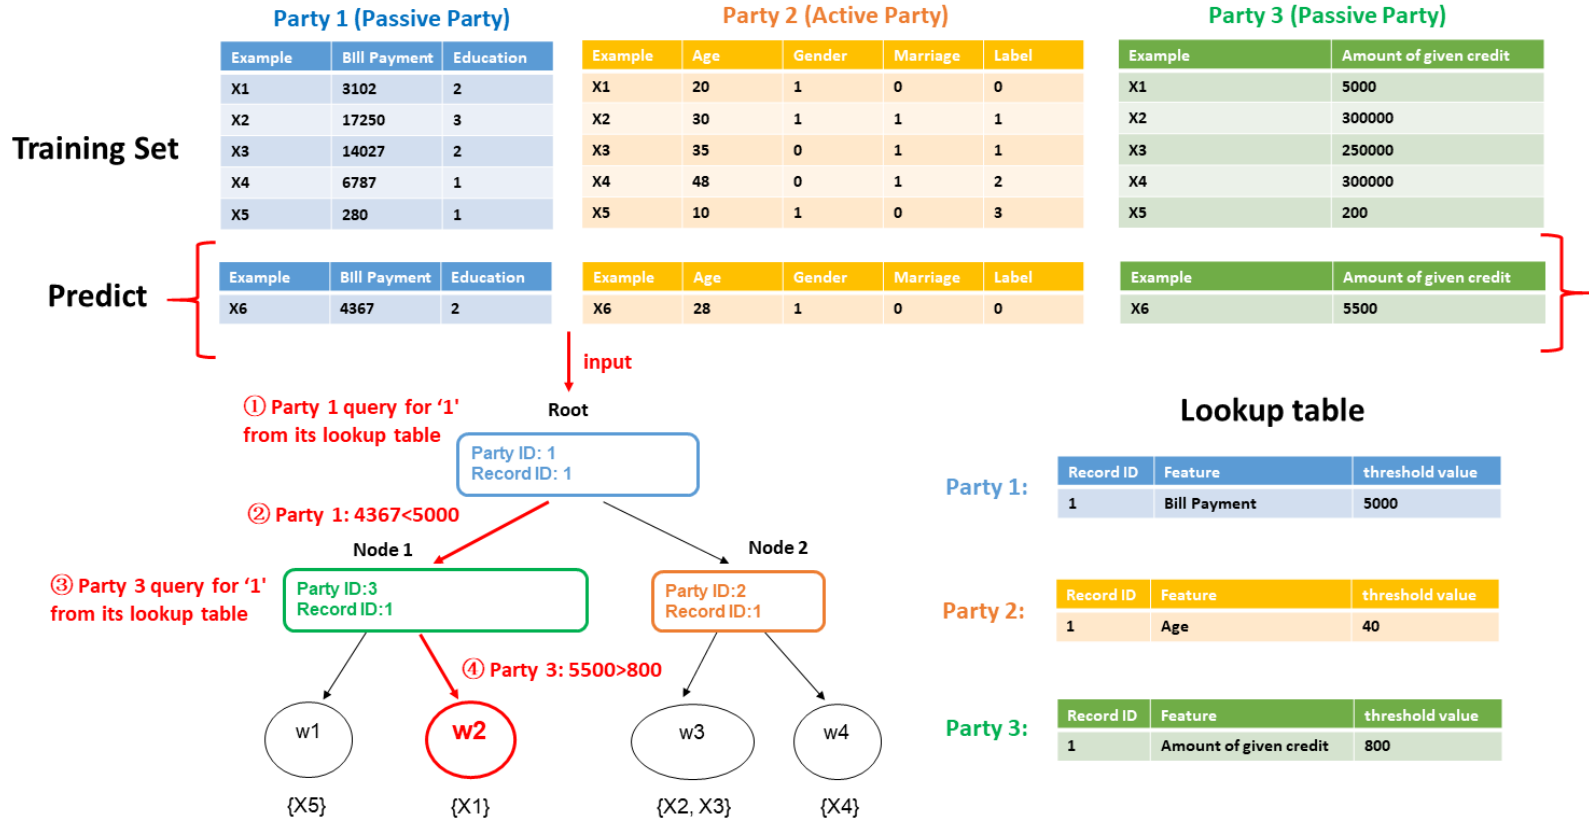 Party 1 (Passive Party)
Party 2 (Active Party)
Party 3 (Passive Party)
Training Set
Example BIll Payment Education
X1 3102 2
X2 17250 3
X3 14027 2
X4 6787 1
X5 280 1
Example Age Gender Marriage Label
X1 20 1 0 0
X2 30 1 1 1
X3 35 0 1 1
X4 48 0 1 2
X5 10 1 0 3
Example Amount of given credit
X1 5000
X2 300000
X3 250000
X4 300000
X5 200
Predict
Example BIll Payment Education
X6 4367 2
Example Age Gender Marriage Label
X6 28 1 0 0
Example Amount of given credit
X6 5500
input
① Party 1 query for ‘1'
from its lookup table
Root
Party ID: 1
Record ID: 1
② Party 1: 4367<5000
Node 1
Node 2
③ Party 3 query for ‘1'
from its lookup table
Party ID:3
Record ID:1
Party ID:2
Record ID:1
④ Party 3: 5500>800
w1
w2
w3
w4
{X5}
{X1}
{X2, X3}
{X4}
Lookup table
Party 1:
Record ID Feature threshold value
1 Bill Payment 5000
Party 2:
Record ID Feature threshold value
1 Age 40
Party 3:
Record ID Feature threshold value
1 Amount of given credit 800